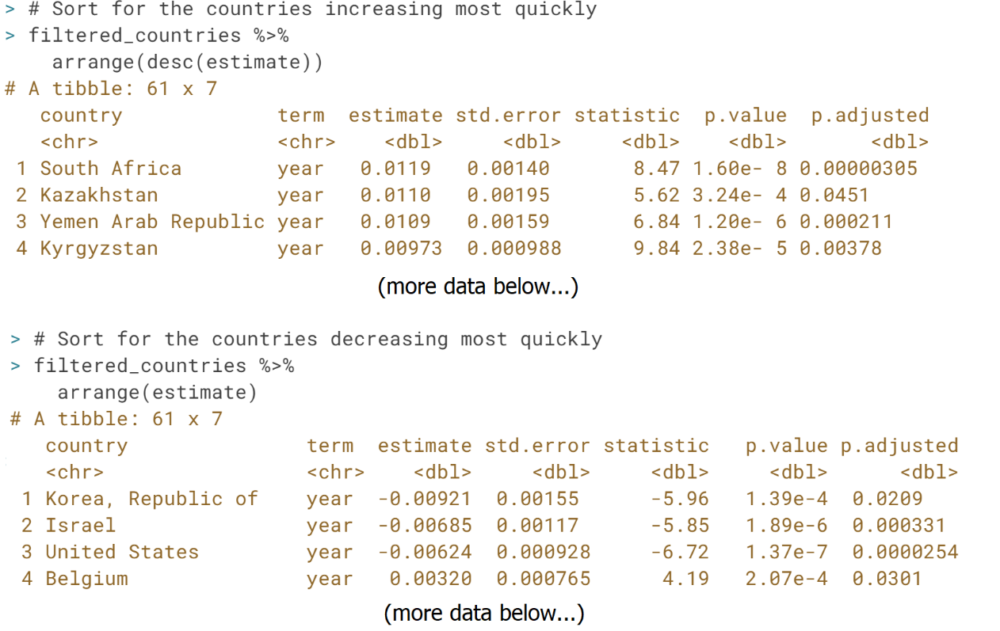 > # Sort for the countries increasing most quickly
> filtered_countries %>%
    arrange(desc(estimate))
# A tibble: 61 x 7
   country             term  estimate std.error statistic  p.value  p.adjusted
   <chr>               <chr>    <dbl>     <dbl>     <dbl>    <dbl>       <dbl>
 1 South Africa        year   0.0119   0.00140       8.47 1.60e- 8 0.00000305
 2 Kazakhstan          year   0.0110   0.00195       5.62 3.24e- 4 0.0451
 3 Yemen Arab Republic year   0.0109   0.00159       6.84 1.20e- 6 0.000211
 4 Kyrgyzstan          year   0.00973  0.000988      9.84 2.38e- 5 0.00378
(more data below...)
> # Sort for the countries decreasing most quickly
> filtered_countries %>%
    arrange(estimate)
# A tibble: 61 x 7
   country               term  estimate std.error statistic   p.value p.adjusted
   <chr>                 <chr>    <dbl>     <dbl>     <dbl>     <dbl>      <dbl>
 1 Korea, Republic of    year  -0.00921  0.00155      -5.96   1.39e-4  0.0209
 2 Israel                year  -0.00685  0.00117      -5.85   1.89e-6  0.000331
 3 United States         year  -0.00624  0.000928     -6.72   1.37e-7  0.0000254
 4 Belgium               year   0.00320  0.000765      4.19   2.07e-4  0.0301
(more data below...)